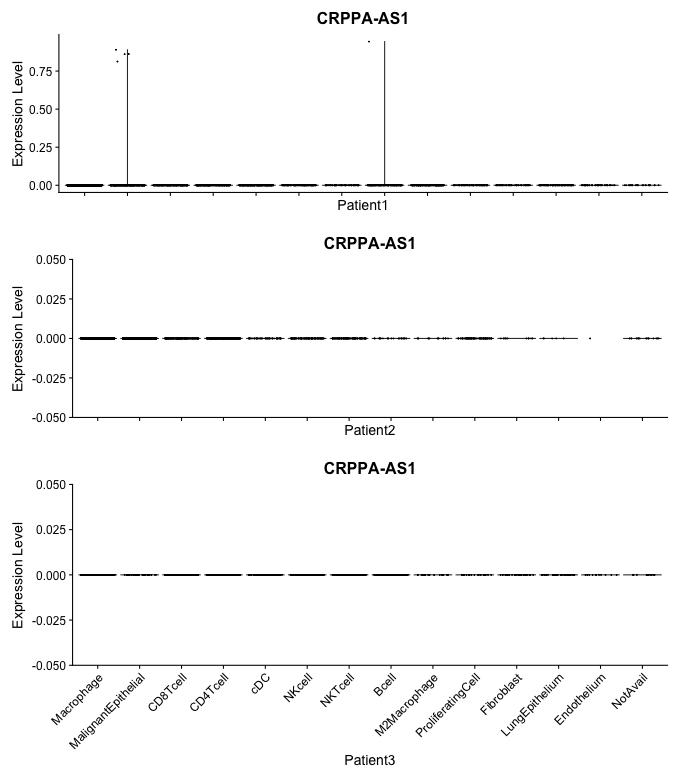 CRPPA-AS1
Expression Level
0.75
0.50
0.25
0.00
Patient1
CRPPA-AS1
Expression Level
0.050
0.025
0.000
-0.025
-0.050
Patient2
CRPPA-AS1
Expression Level
0.050
0.025
0.000
-0.025
-0.050
Macrophage
MalignantEpithelial
CD8Tcell
CD4Tcell
cDC
NKcell
NKTcell
Bcell
M2Macrophage
ProliferatingCell
Fibroblast
LungEpithelium
Endothelium
NotAvail
Patient3